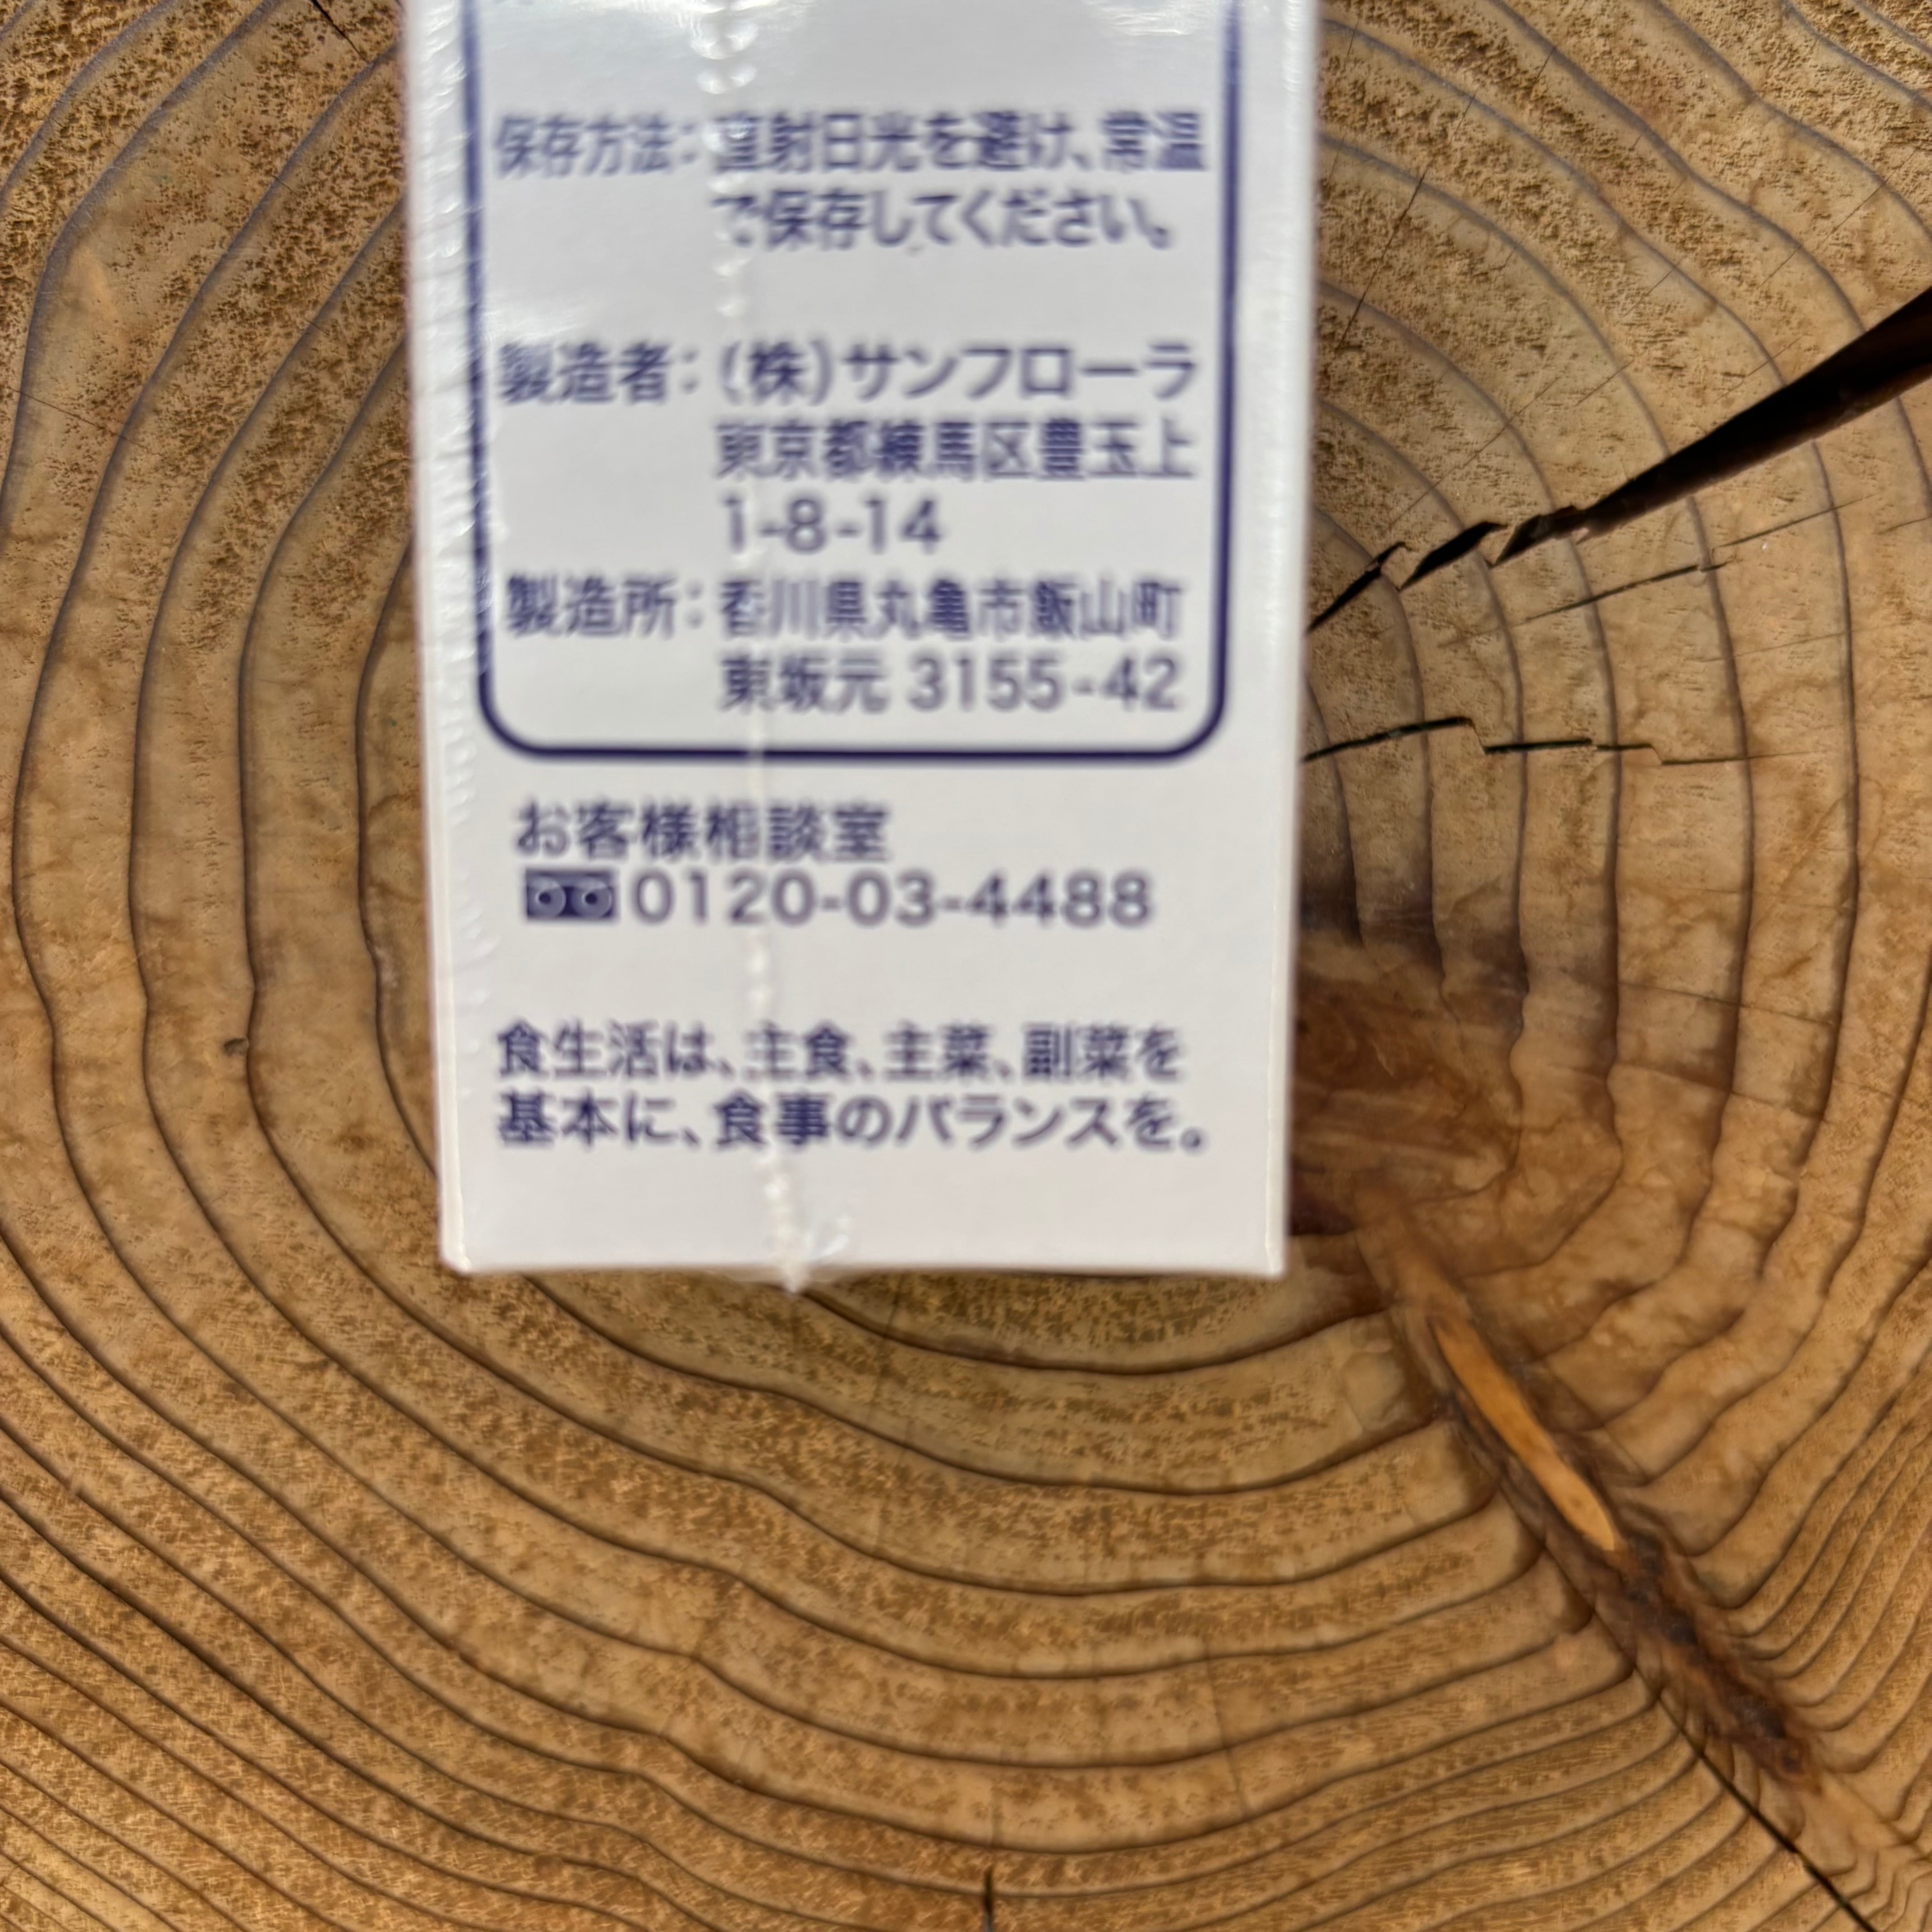 保存方法：直射日光を避け、常温
で保存してください。
製造者：(株)サンフローラ
東京都練馬区豊玉上
1-8-14
製造所：香川県丸亀市飯山町
東坂元 3155-42
お客様相談室
0120-03-4488
食生活は、主食、主菜、副菜を
基本に、食事のバランスを。